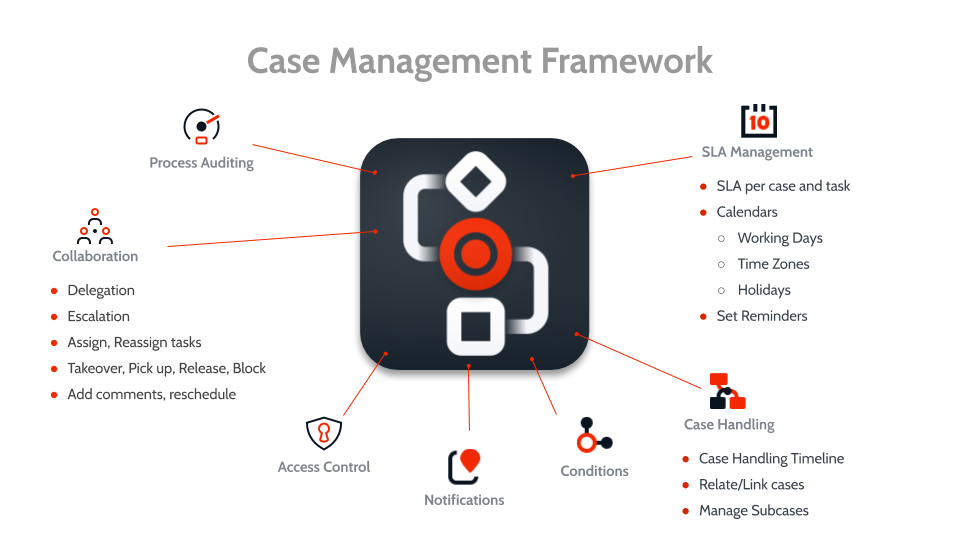 Case Management Framework
Process Auditing
Collaboration
Delegation
Escalation
Assign, Reassign tasks
Takeover, Pick up, Release, Block
Add comments, reschedule
Access Control
Notifications
Conditions
10
SLA Management
SLA per case and task
Calendars
Working Days
Time Zones
Holidays
Set Reminders
Case Handling
Case Handling Timeline
Relate/Link cases
Manage Subcases